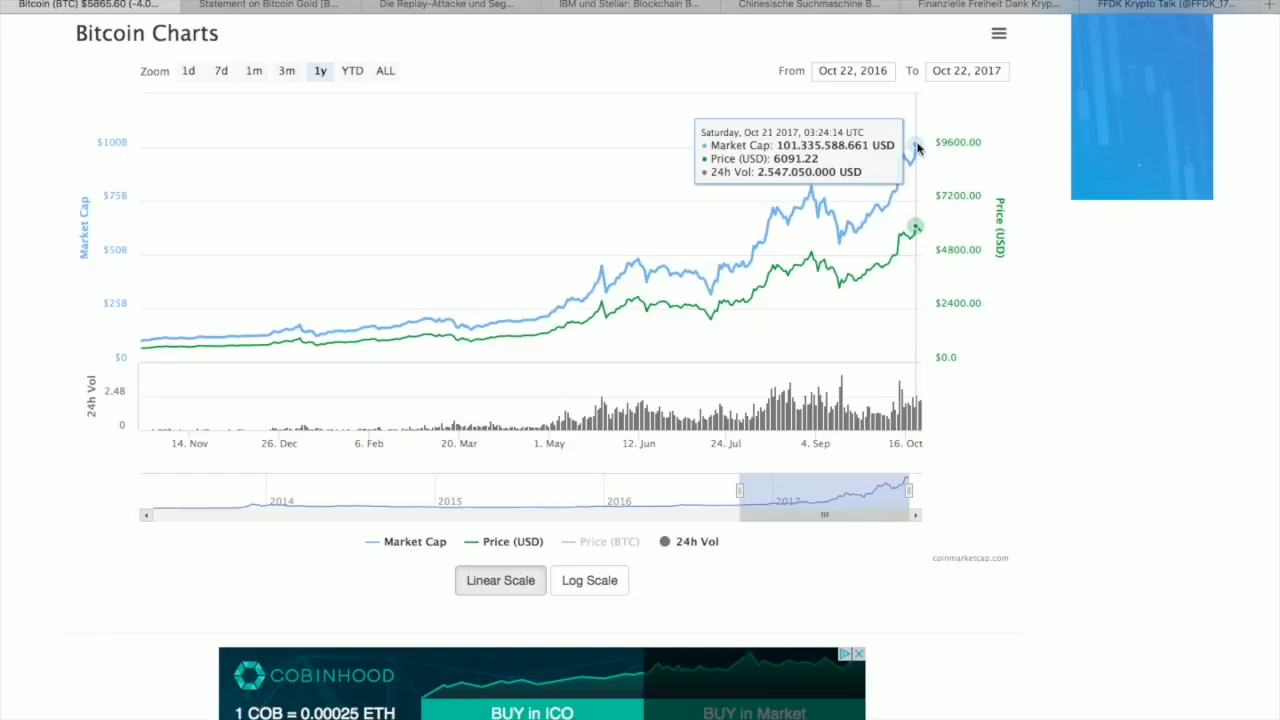 Bitcoin (BTC) $5865.60 (-4.0...
Statement on Bitcoin Gold [B...
Die Replay-Attacke und Seg...
IBM und Stellar: Blockchain B...
Chinesische Suchmaschine B...
Finanzielle Freiheit Dank Kryp...
FFDK Krypto Talk (@FFDK_17...
Bitcoin Charts
Zoom 1d 7d 1m 3m 1y YTD ALL
From Oct 22, 2016 To Oct 22, 2017
Saturday, Oct 21 2017, 03:24:14 UTC
Market Cap: 101.335.588.661 USD
Price (USD): 6091.22
24h Vol: 2.547.050.000 USD
$100B
$75B
$50B
$25B
$0
Market Cap
$9600.00
$7200.00
$4800.00
$2400.00
$0.0
Price (USD)
24h Vol
2.4B
0
14. Nov 26. Dec 6. Feb 20. Mar 1. May 12. Jun 24. Jul 4. Sep 16. Oct
2014 2015 2016 2017
Market Cap Price (USD) Price (BTC) 24h Vol
coinmarketcap.com
Linear Scale Log Scale
COBINHOOD
1 COB = 0.00025 ETH
BUY in ICO
BUY in Market